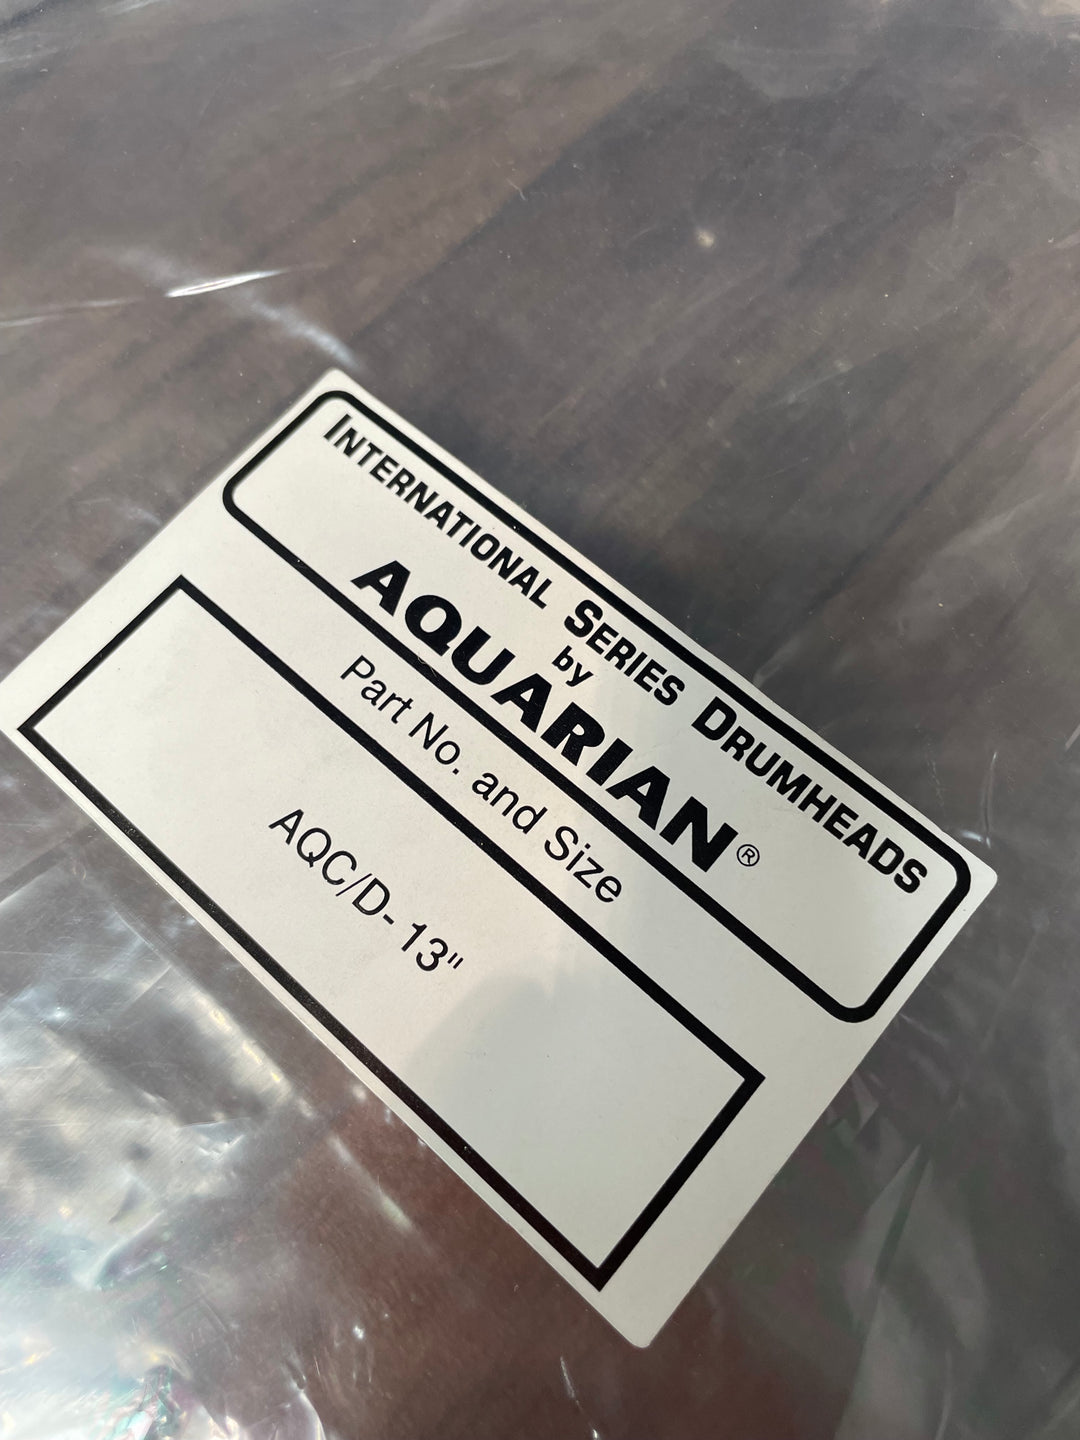 INTERNATIONAL SERIES DRUMHEADS
by
AQUARIAN®
Part No. and Size
AQC/D-13"